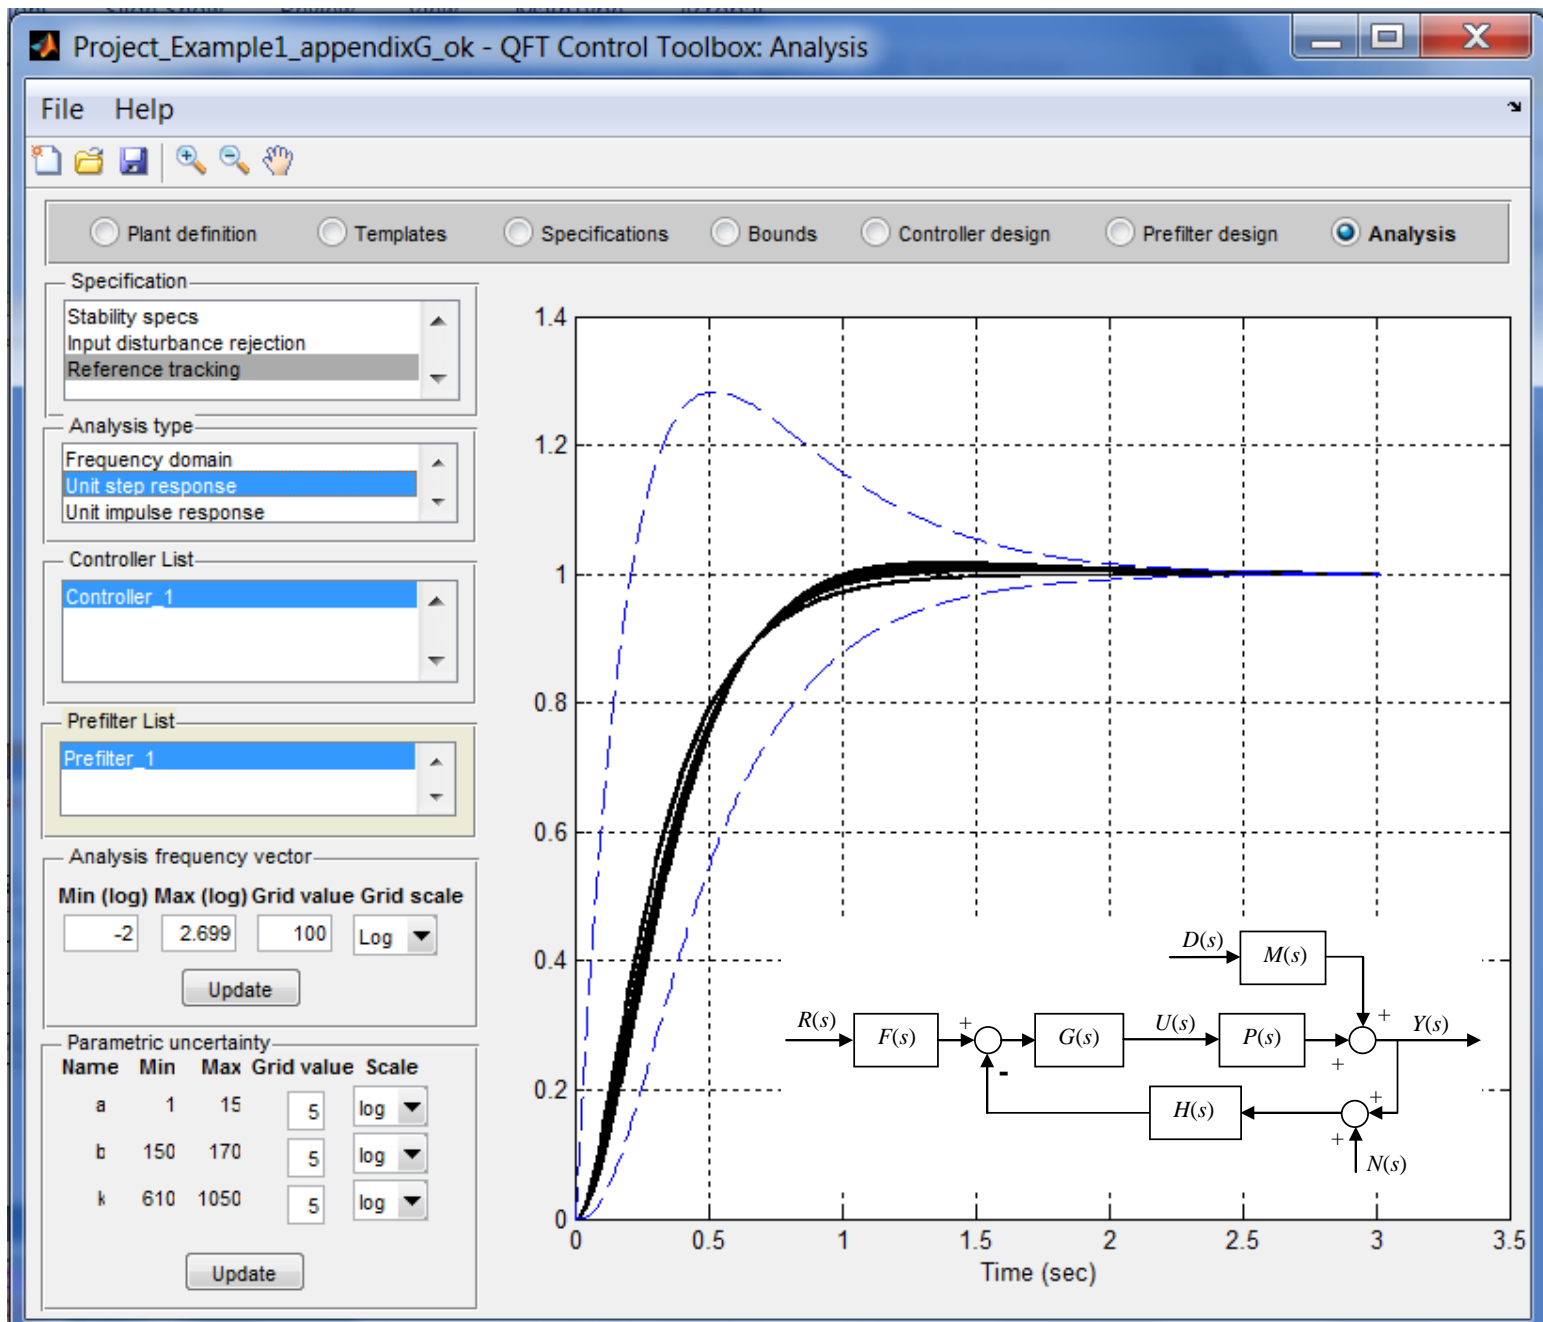 Project_Example1_appendixG_ok - QFT Control Toolbox: Analysis
File Help
Plant definition Templates Specifications Bounds Controller design Prefilter design Analysis
Specification
Stability specs
Input disturbance rejection
Reference tracking
Analysis type
Frequency domain
Unit step response
Unit impulse response
Controller List
Controller_1
Prefilter List
Prefilter_1
Analysis frequency vector
Min (log) Max (log) Grid value Grid scale
-2 2.699 100 Log
Update
Parametric uncertainty
Name Min Max Grid value Scale
a 1 15 5 log
b 150 170 5 log
k 610 1050 5 log
Update
1.4
1.2
1
0.8
0.6
0.4
0.2
0
0 0.5 1 1.5 2 2.5 3 3.5
Time (sec)
D(s) M(s)
R(s) F(s) + - G(s) U(s) P(s) + + Y(s)
H(s) + +
N(s)